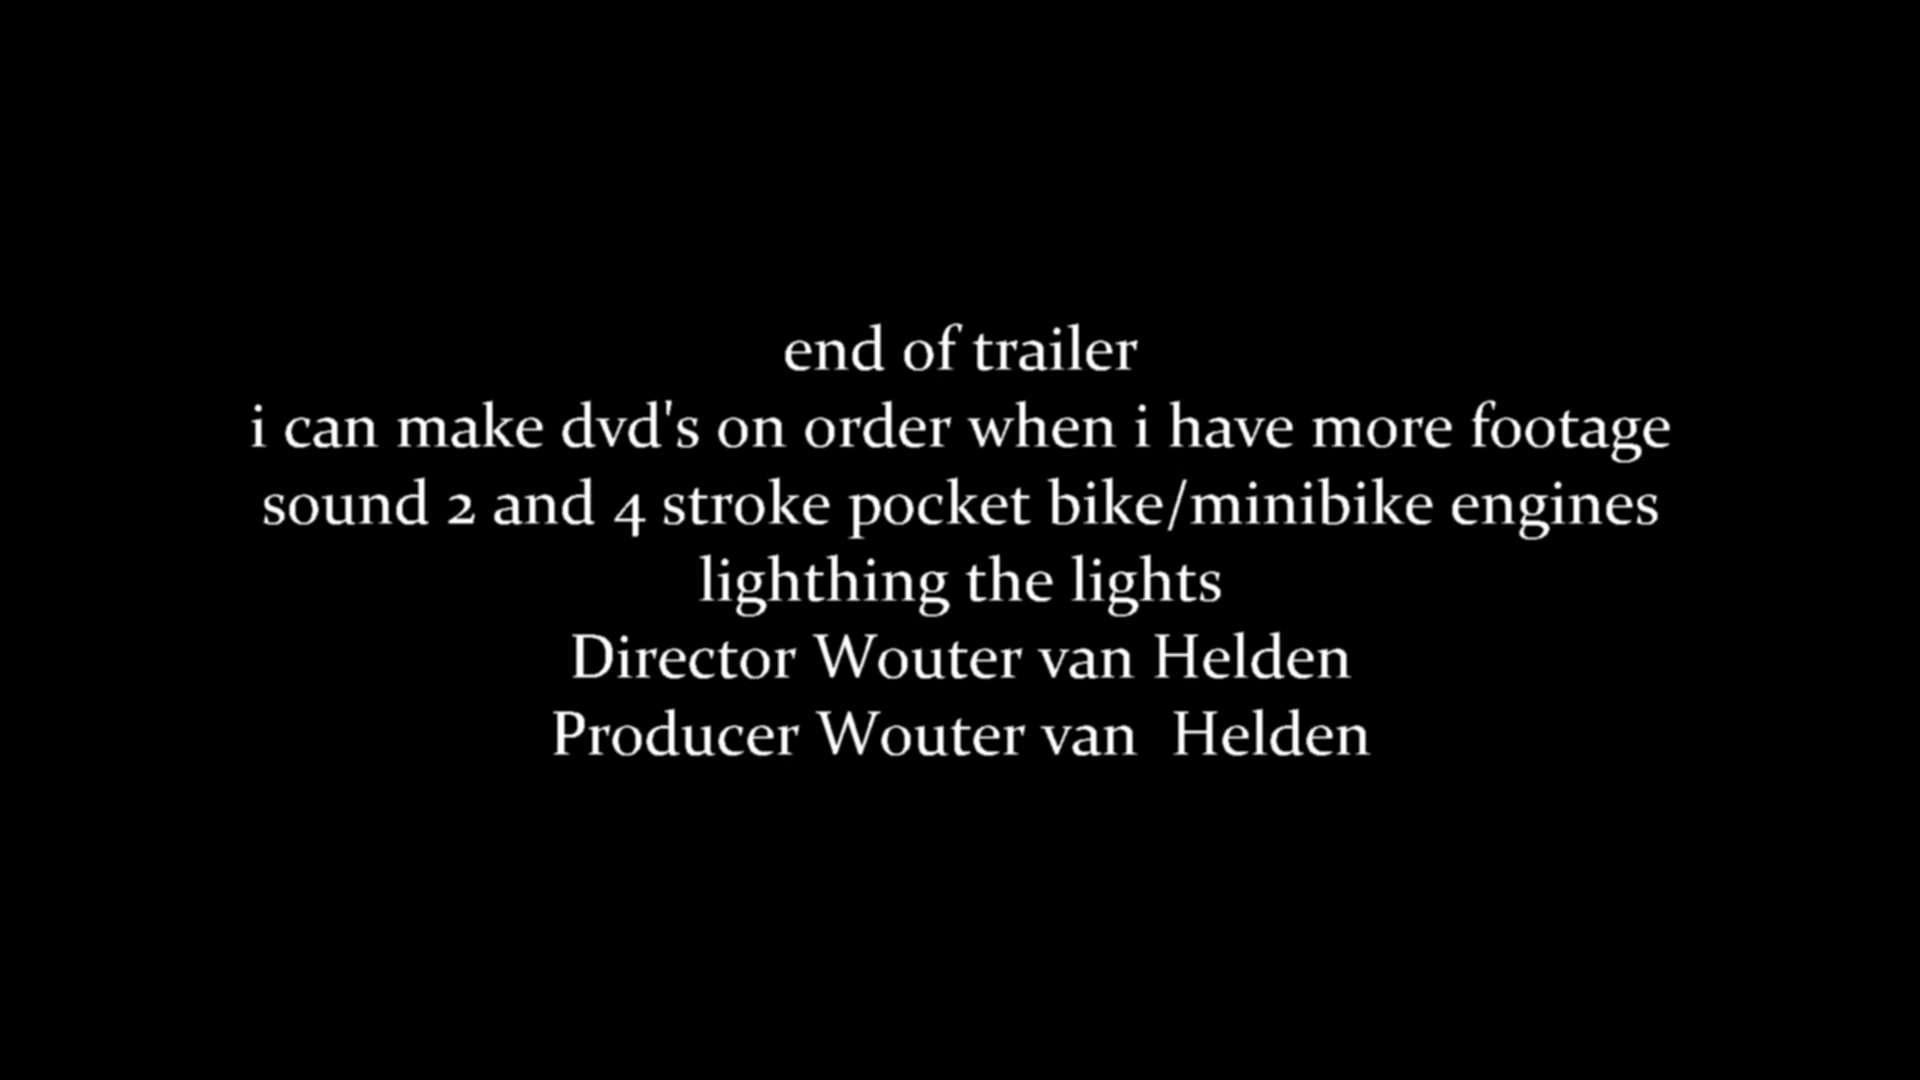 end of trailer
i can make dvd's on order when i have more footage
sound 2 and 4 stroke pocket bike/minibike engines
lighthing the lights
Director Wouter van Helden
Producer Wouter van  Helden